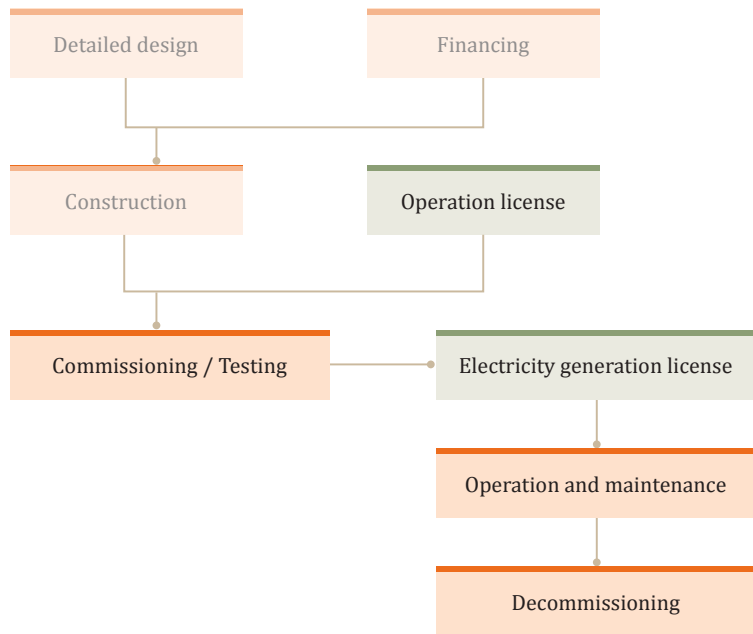 Detailed design
Financing
Construction
Operation license
Commissioning / Testing
Electricity generation license
Operation and maintenance
Decommissioning